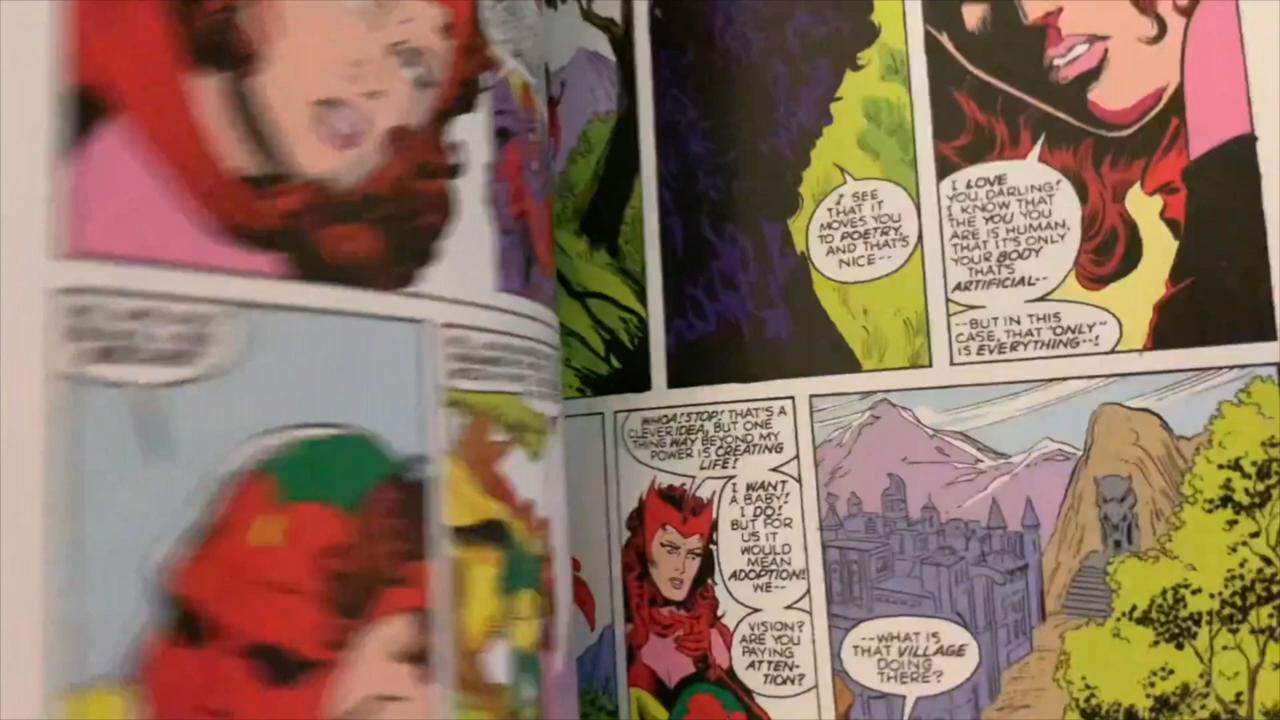 I SEE
THAT IT
MOVES YOU
TO POETRY,
AND THAT'S
NICE--
I LOVE
YOU, DARLING!
I KNOW THAT
THE YOU YOU
ARE IS HUMAN,
THAT IT'S ONLY
YOUR BODY
THAT'S
ARTIFICIAL--
--BUT IN THIS
CASE, THAT "ONLY"
IS EVERYTHING--!
WHOA! STOP! THAT'S A
CLEVER IDEA, BUT ONE
THING WAY BEYOND MY
POWER IS CREATING
LIFE!
I WANT
A BABY!
I DO!
BUT FOR
US IT
WOULD
MEAN
ADOPTION!
WE--
VISION?
ARE YOU
PAYING
ATTEN-
TION?
--WHAT IS
THAT VILLAGE
DOING
THERE?